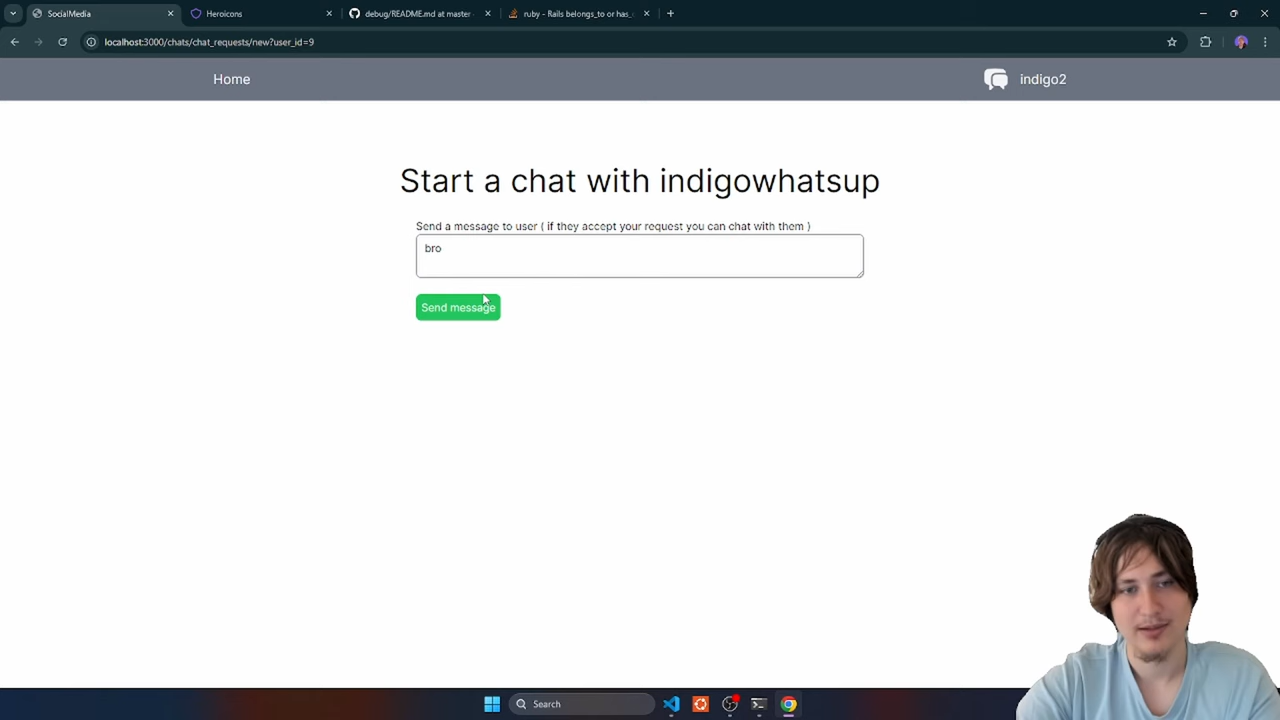 SocialMedia
Heroicons
debug/README.md at master
ruby - Rails belongs_to or has_
localhost:3000/chats/chat_requests/new?user_id=9
Home
indigo2
Start a chat with indigowhatsup
Send a message to user ( if they accept your request you can chat with them )
bro
Send message
Search